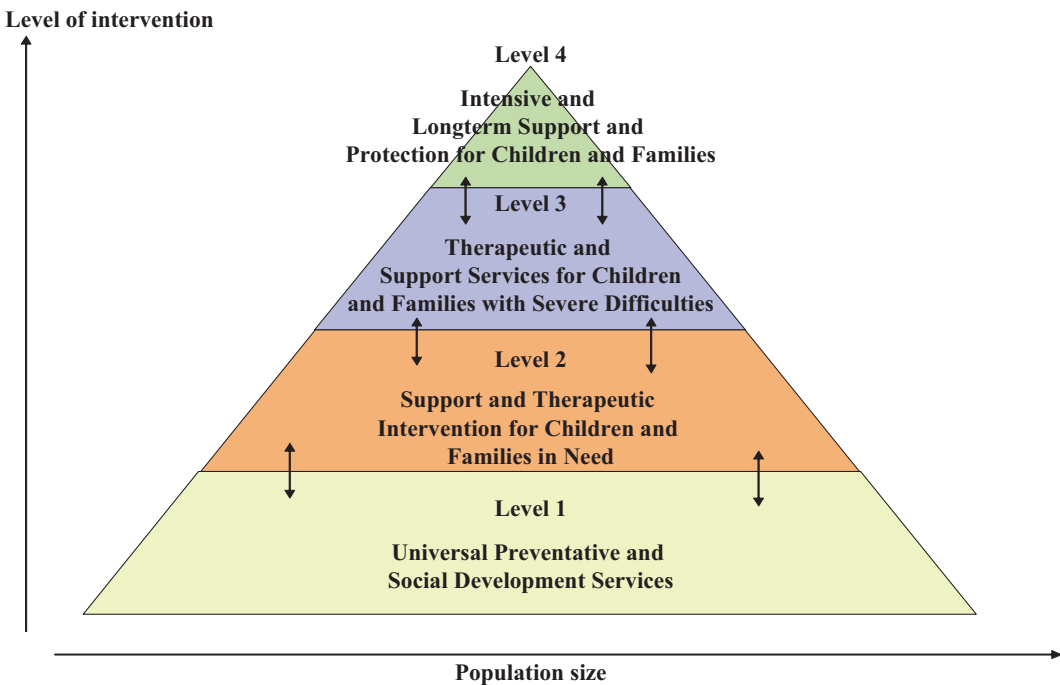 Level of intervention
Level 4
Intensive and
Longterm Support and
Protection for Children and Families
Level 3
Therapeutic and
Support Services for Children
and Families with Severe Difficulties
Level 2
Support and Therapeutic
Intervention for Children and
Families in Need
Level 1
Universal Preventative and
Social Development Services
Population size